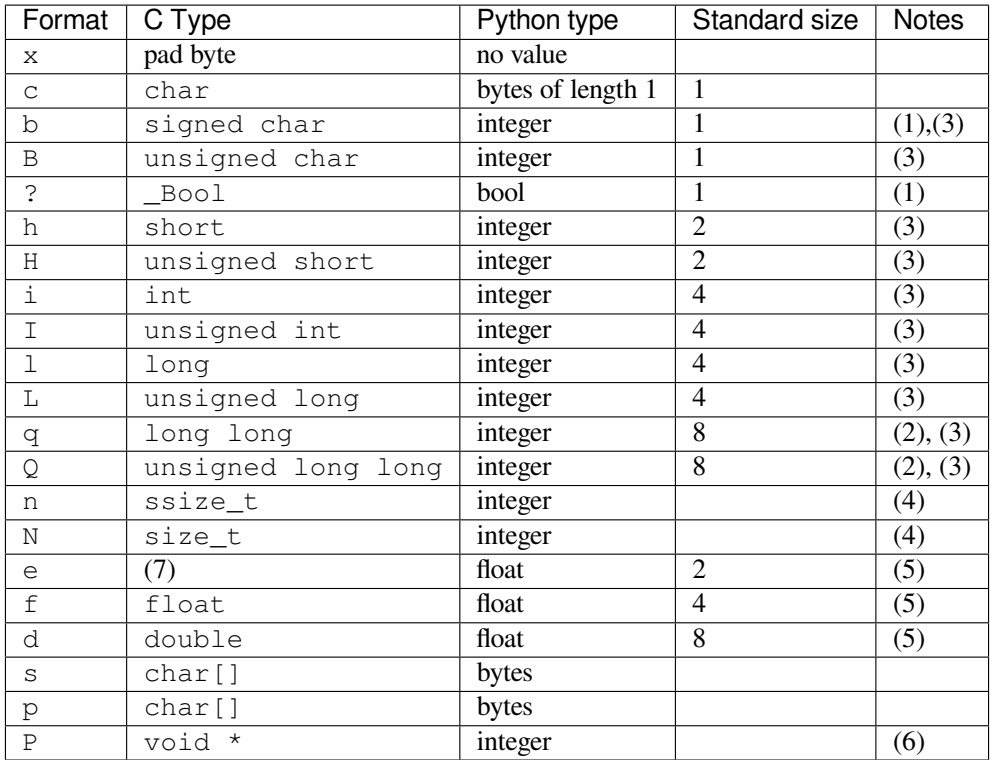 Format C Type Python type Standard size Notes
x pad byte no value
c char bytes of length 1 1
b signed char integer 1 (1),(3)
B unsigned char integer 1 (3)
? _Bool bool 1 (1)
h short integer 2 (3)
H unsigned short integer 2 (3)
i int integer 4 (3)
I unsigned int integer 4 (3)
l long integer 4 (3)
L unsigned long integer 4 (3)
q long long integer 8 (2), (3)
Q unsigned long long integer 8 (2), (3)
n ssize_t integer (4)
N size_t integer (4)
e (7) float 2 (5)
f float float 4 (5)
d double float 8 (5)
s char[] bytes
p char[] bytes
P void * integer (6)